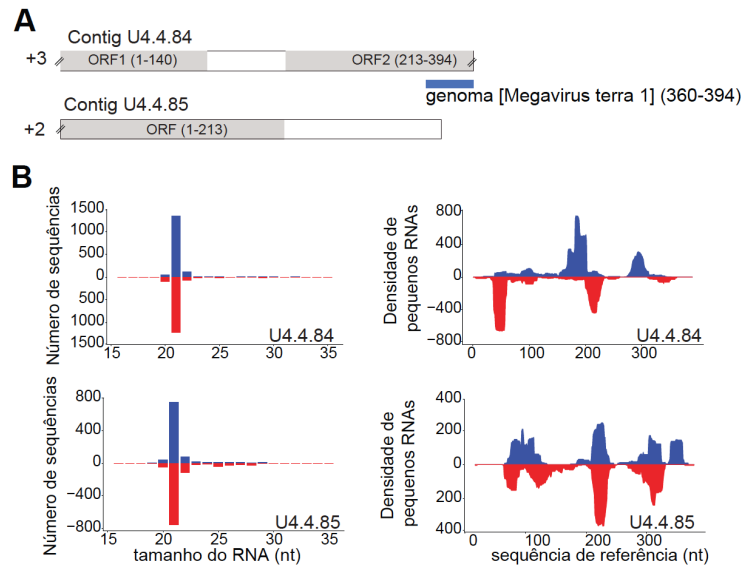 A
Contig U4.4.84
+3
ORF1 (1-140)
ORF2 (213-394)
genoma [Megavirus terra 1] (360-394)
Contig U4.4.85
+2
ORF (1-213)
B
Número de sequências
1500
1000
500
0
500
1000
1500
15 20 25 30 35
U4.4.84
Densidade de
pequenos RNAs
800
400
0
−400
−800
0 100 200 300
U4.4.84
Número de sequências
800
400
0
−400
−800
15 20 25 30 35
U4.4.85
tamanho do RNA (nt)
Densidade de
pequenos RNAs
400
200
0
200
400
0 100 200 300
U4.4.85
sequência de referência (nt)